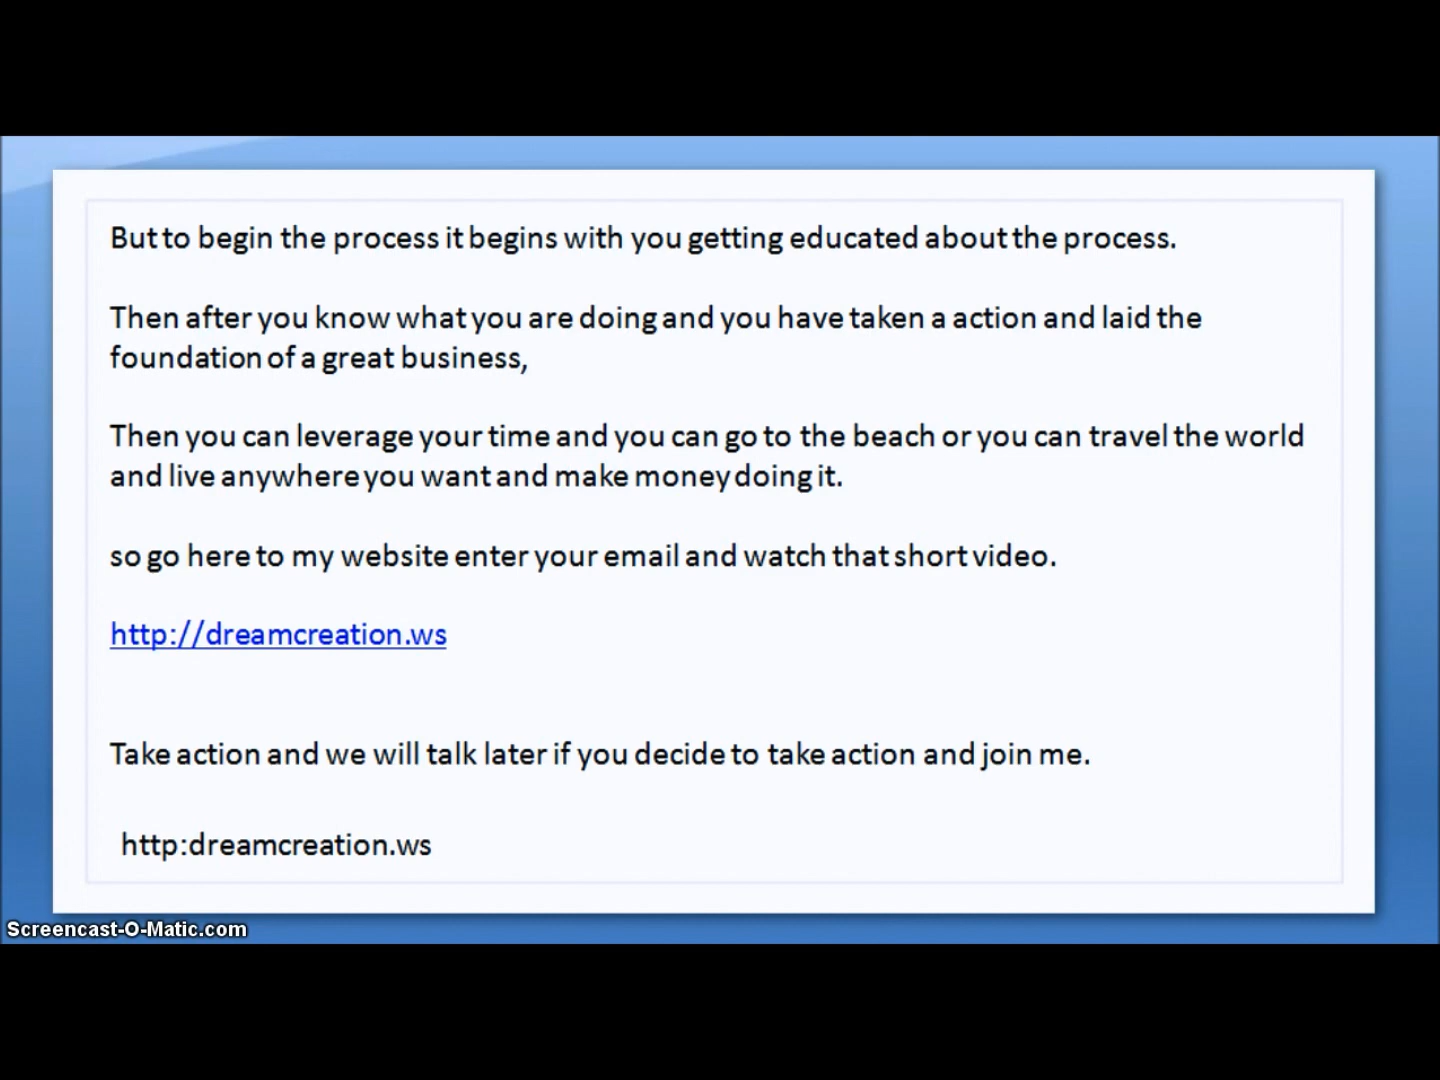 But to begin the process it begins with you getting educated about the process.
Then after you know what you are doing and you have taken a action and laid the
foundation of a great business,
Then you can leverage your time and you can go to the beach or you can travel the world
and live anywhere you want and make money doing it.
so go here to my website enter your email and watch that short video.
http://dreamcreation.ws
Take action and we will talk later if you decide to take action and join me.
http:dreamcreation.ws
Screencast-O-Matic.com